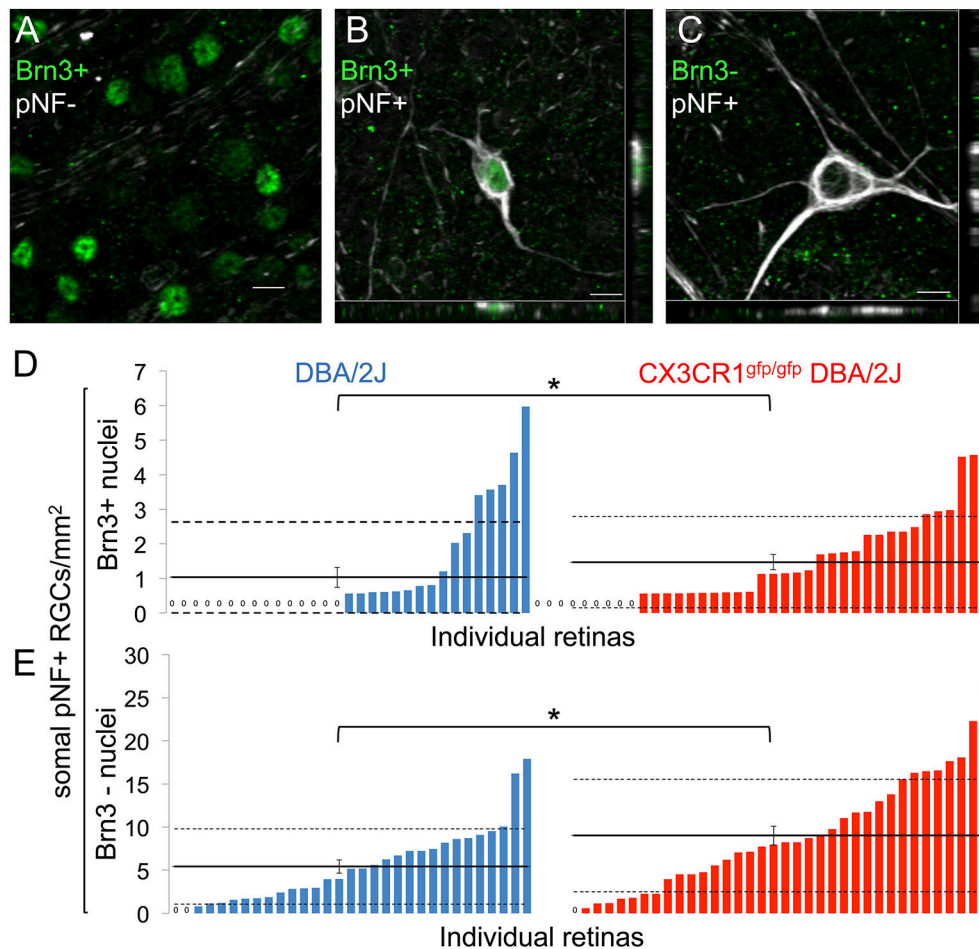 A
Brn3+
pNF-
B
Brn3+
pNF+
C
Brn3-
pNF+
D
DBA/2J
CX3CR1gfp/gfp DBA/2J
*
7
6
5
4
3
2
1
0
0 0 0 0 0 0 0 0 0 0 0 0 0 0 0
0 0 0 0 0 0 0 0 0
Brn3+ nuclei
Individual retinas
somal pNF+ RGCs/mm2
E
*
30
25
20
15
10
5
0
0 0
0
Brn3 - nuclei
Individual retinas